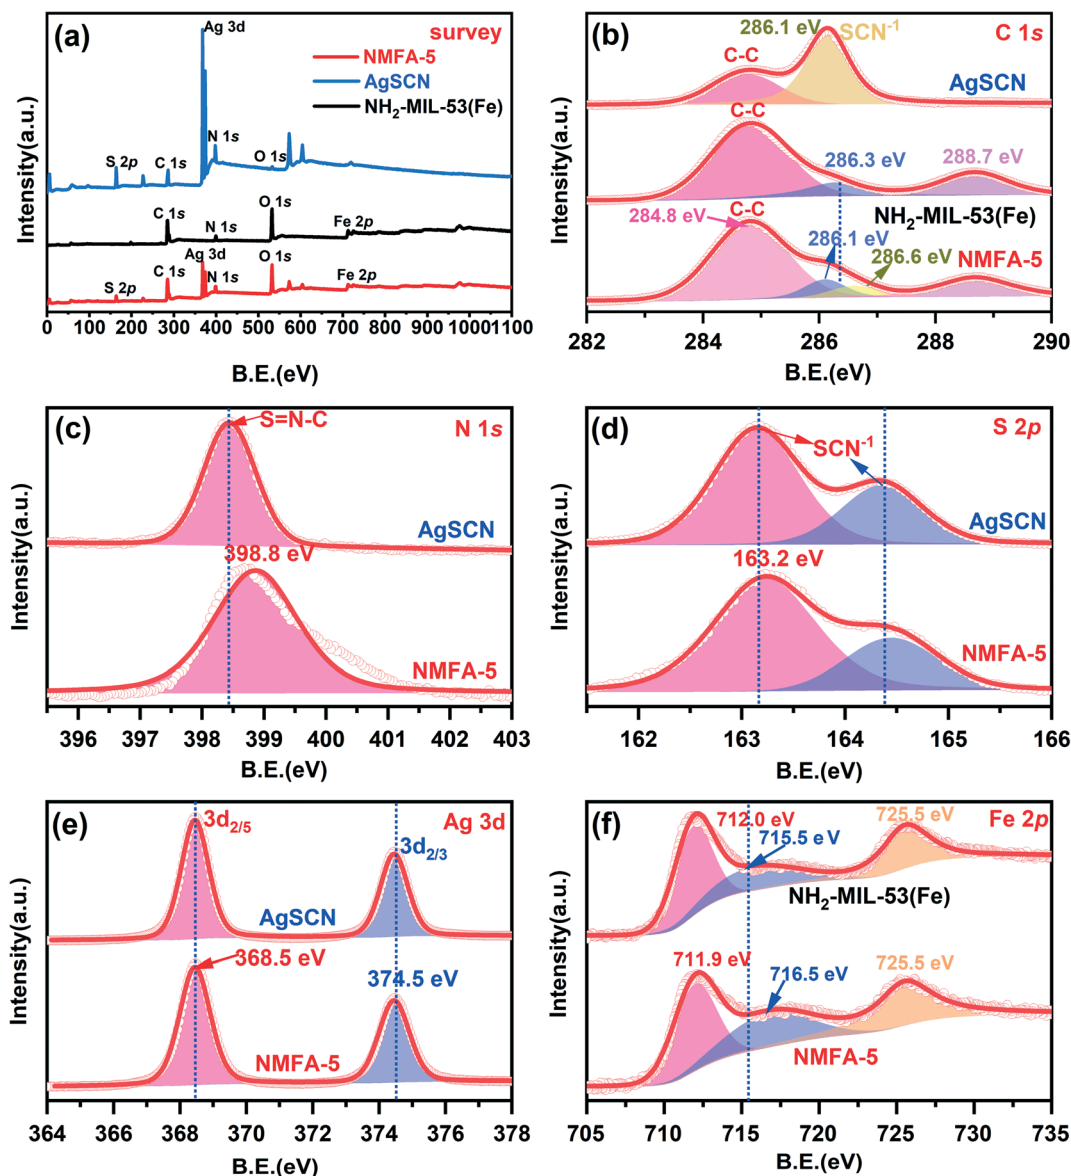 (a)
survey
Ag 3d
NMFA-5
AgSCN
NH2-MIL-53(Fe)
S 2p
C 1s
N 1s
O 1s
C 1s
N 1s
O 1s
Fe 2p
S 2p
C 1s
Ag 3d
N 1s
O 1s
Fe 2p
Intensity(a.u.)
0 100 200 300 400 500 600 700 800 900 1000 1100
B.E.(eV)
(b)
286.1 eV
SCN-1
C 1s
C-C
AgSCN
C-C
286.3 eV
288.7 eV
NH2-MIL-53(Fe)
284.8 eV
C-C
286.1 eV
286.6 eV
NMFA-5
Intensity(a.u.)
282 284 286 288 290
B.E.(eV)
(c)
S=N-C
N 1s
AgSCN
398.8 eV
NMFA-5
Intensity(a.u.)
396 397 398 399 400 401 402 403
B.E.(eV)
(d)
S 2p
SCN-1
AgSCN
163.2 eV
NMFA-5
Intensity(a.u.)
162 163 164 165 166
B.E.(eV)
(e)
3d2/5
Ag 3d
3d2/3
AgSCN
368.5 eV
374.5 eV
NMFA-5
Intensity(a.u.)
364 366 368 370 372 374 376 378
B.E.(eV)
(f)
712.0 eV
725.5 eV
Fe 2p
715.5 eV
NH2-MIL-53(Fe)
711.9 eV
716.5 eV
725.5 eV
NMFA-5
Intensity(a.u.)
705 710 715 720 725 730 735
B.E.(eV)